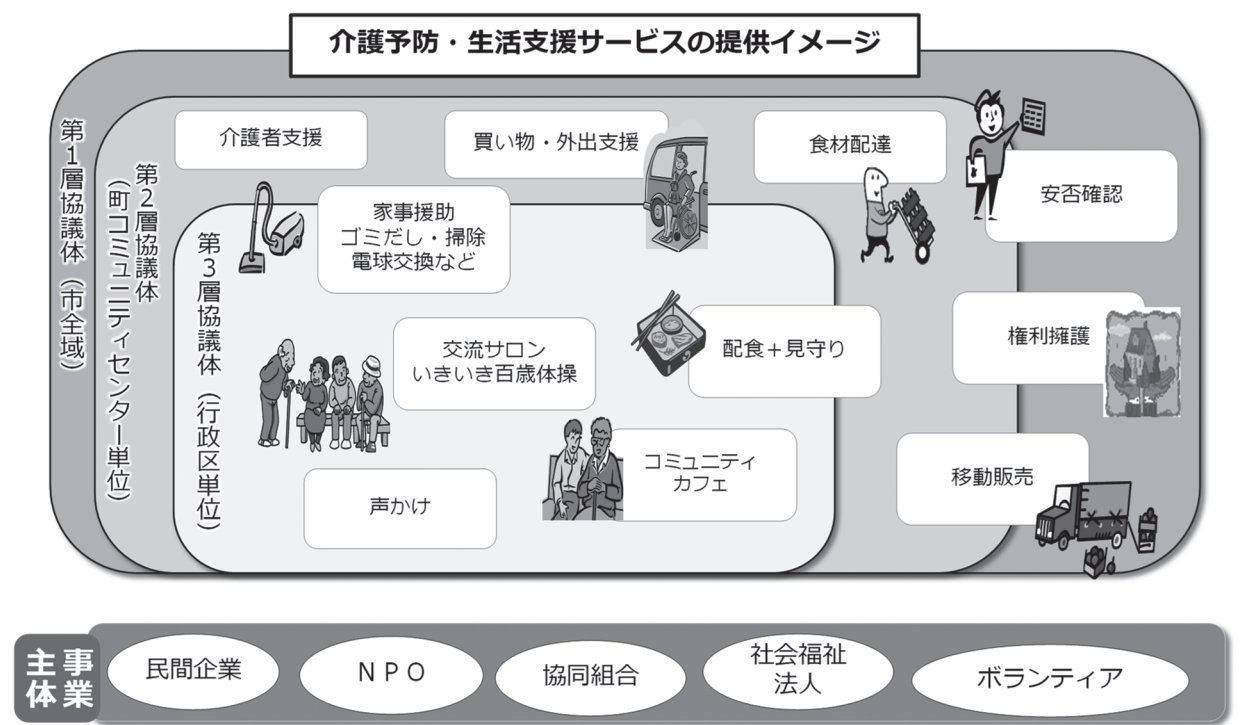 介護予防・生活支援サービスの提供イメージ
第1層協議体（市全域）
第2層協議体
（町コミュニティセンター単位）
第3層協議体（行政区単位）
介護者支援
買い物・外出支援
食材配達
安否確認
家事援助
ゴミだし・掃除
電球交換など
権利擁護
交流サロン
いきいき百歳体操
配食＋見守り
コミュニティ
カフェ
移動販売
声かけ
事業
主体
民間企業
NPO
協同組合
社会福祉
法人
ボランティア